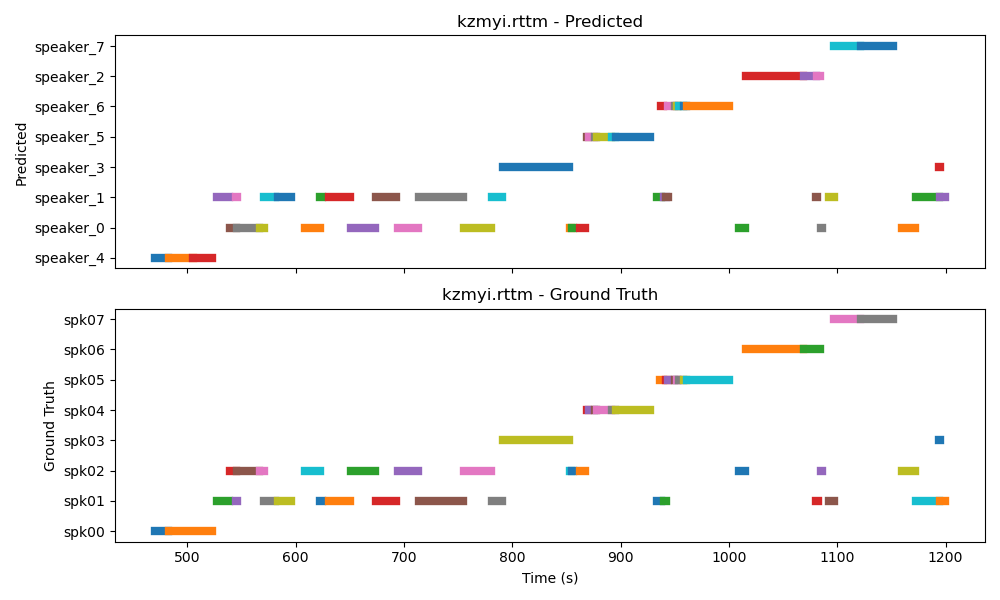 kzmyi.rttm - Predicted
Predicted
speaker_7
speaker_2
speaker_6
speaker_5
speaker_3
speaker_1
speaker_0
speaker_4
kzmyi.rttm - Ground Truth
Ground Truth
spk07
spk06
spk05
spk04
spk03
spk02
spk01
spk00
500 600 700 800 900 1000 1100 1200
Time (s)